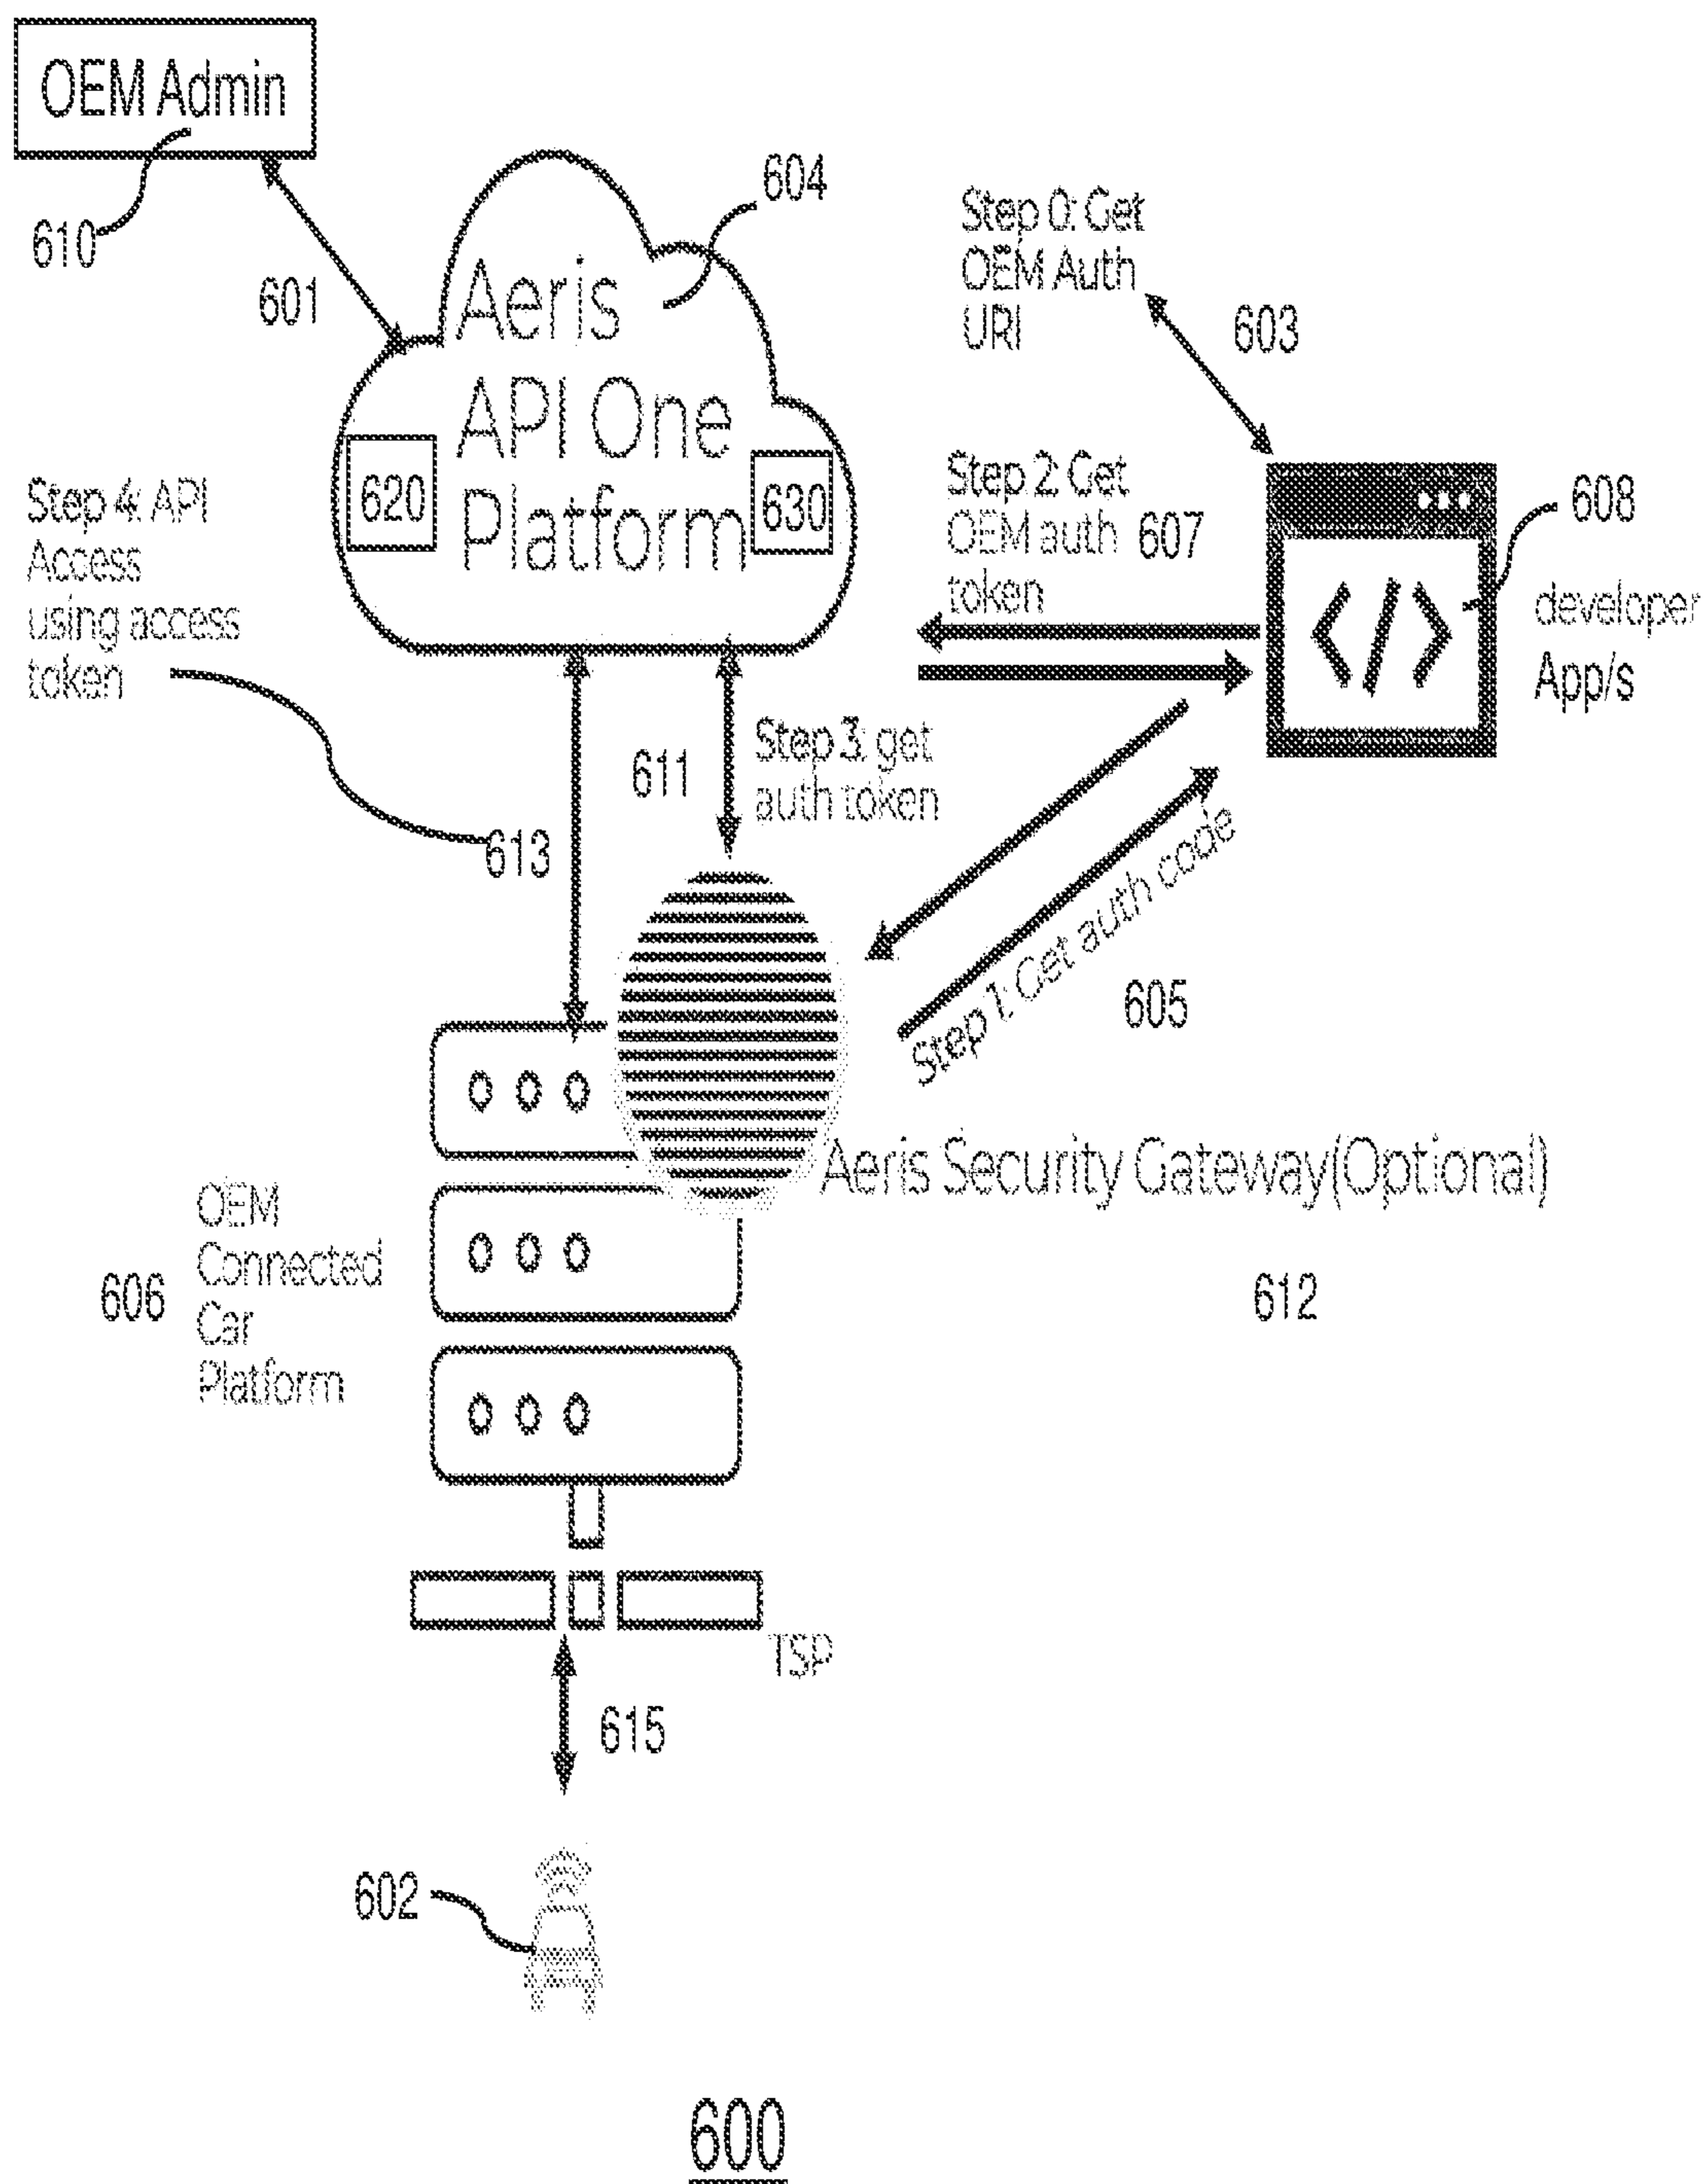 OEM Admin
610
601
604
Aeris
API One
Platform
620
630
Step 0: Get
OEM Auth
URI
603
Step 2: Get
OEM auth
token
607
608
developer
App/s
Step 4: API
Access
using access
token
613
611
Step 3: get
auth token
Step 1: Get auth code
605
Aeris Security Gateway(Optional)
612
OEM
Connected
Car
Platform
606
TSP
615
602
600